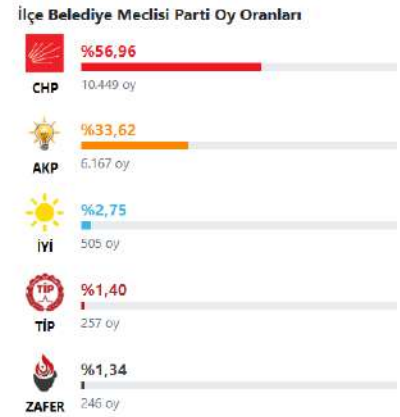 İlçe Belediye Meclisi Parti Oy Oranları
%56,96
CHP
10.449 oy
%33,62
AKP
6.167 oy
%2,75
İYİ
505 oy
TİP
%1,40
TİP
257 oy
%1,34
ZAFER
246 oy